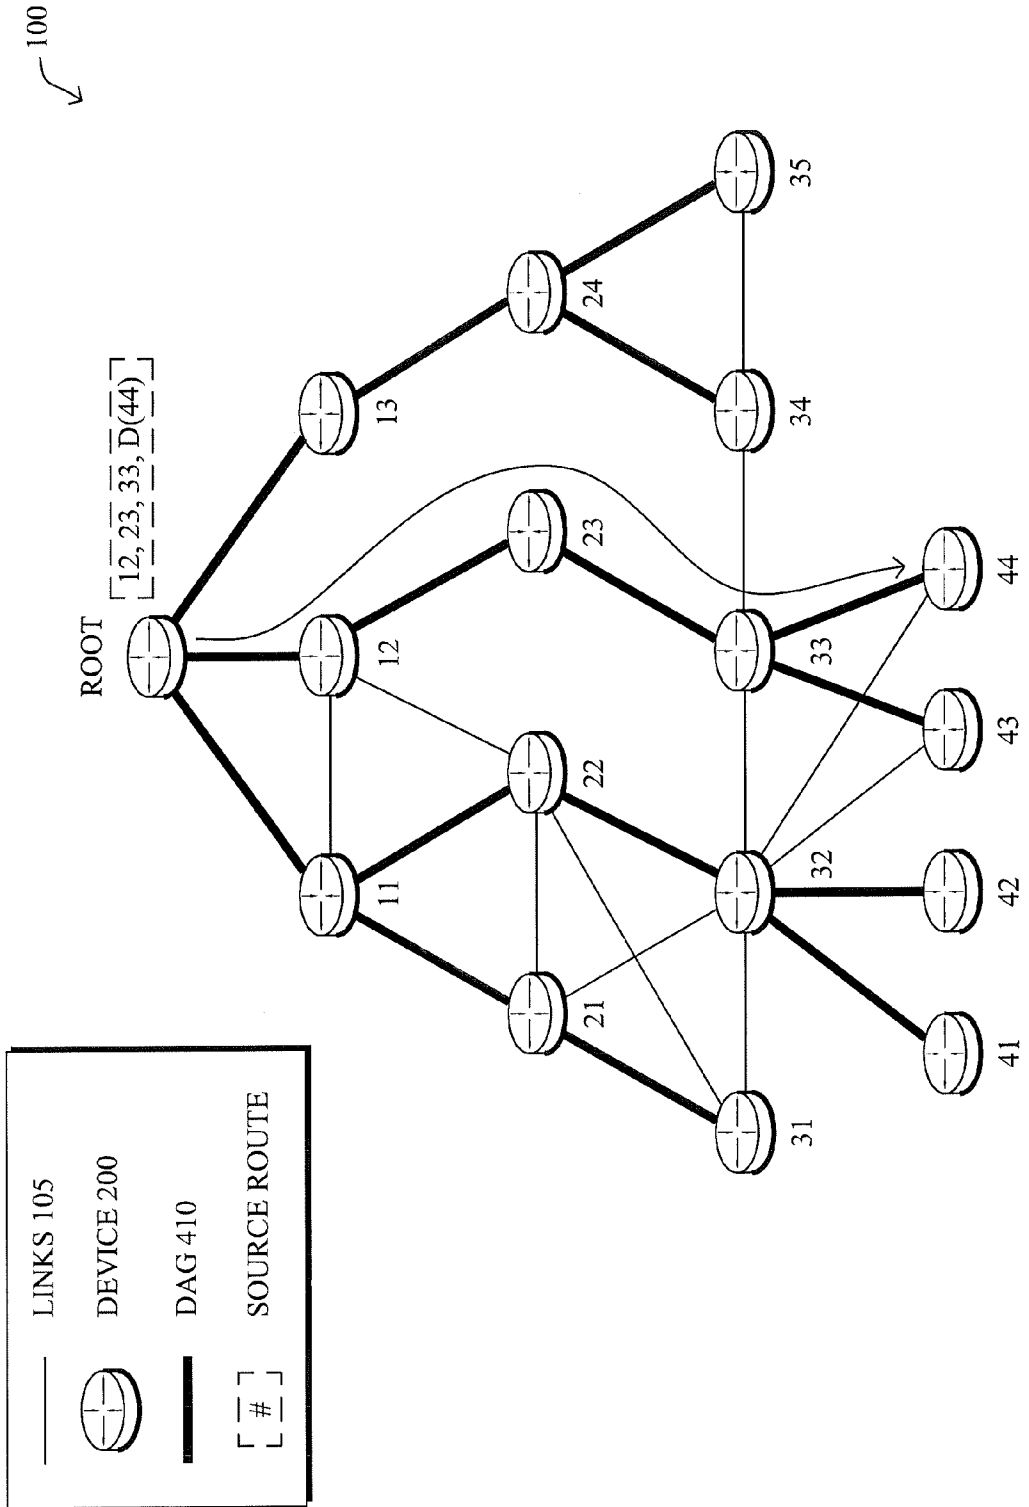 100
ROOT
[12, 23, 33, D(44)]
11
12
13
21
22
23
24
31
32
33
34
35
41
42
43
44
LINKS 105
DEVICE 200
DAG 410
[#] SOURCE ROUTE